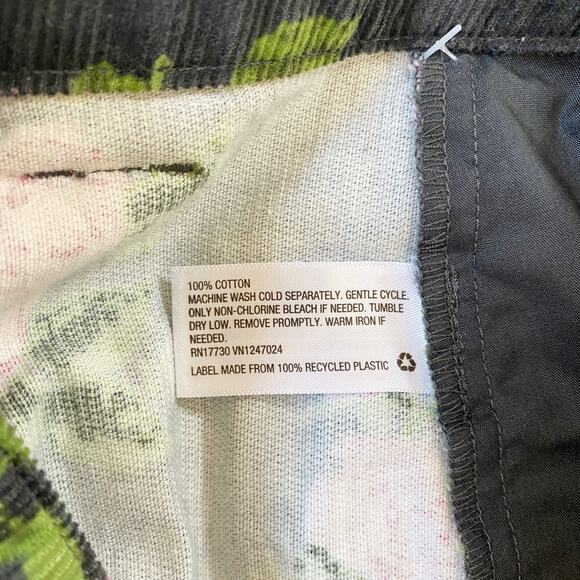 100% COTTON
MACHINE WASH COLD SEPARATELY. GENTLE CYCLE.
ONLY NON-CHLORINE BLEACH IF NEEDED. TUMBLE
DRY LOW. REMOVE PROMPTLY. WARM IRON IF
NEEDED.
RN17730 VN1247024
LABEL MADE FROM 100% RECYCLED PLASTIC